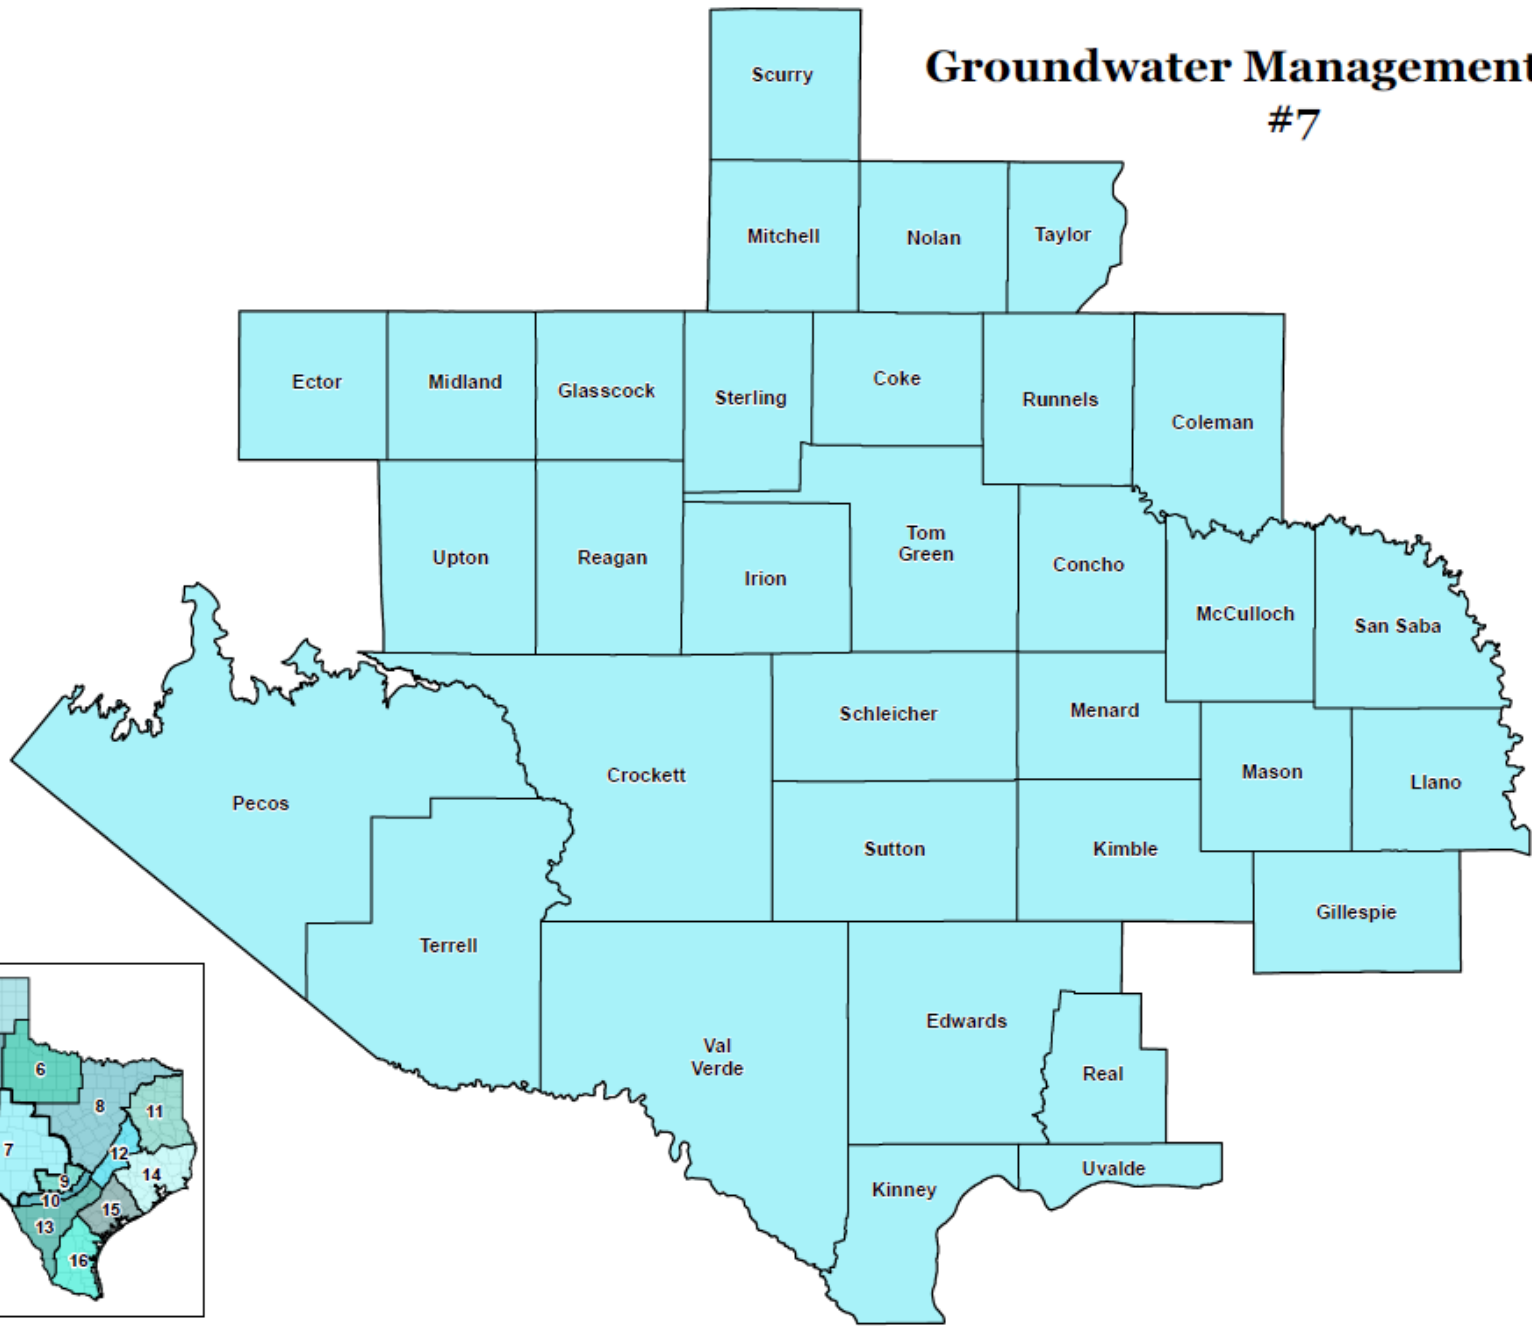 Groundwater Management
#7
Scurry
Mitchell
Nolan
Taylor
Ector
Midland
Glasscock
Sterling
Coke
Runnels
Coleman
Upton
Reagan
Irion
Tom
Green
Concho
McCulloch
San Saba
Schleicher
Menard
Crockett
Pecos
Mason
Llano
Sutton
Kimble
Gillespie
Terrell
Edwards
Val
Verde
Real
Uvalde
Kinney
6
8
11
7
12
14
9
10
15
13
16